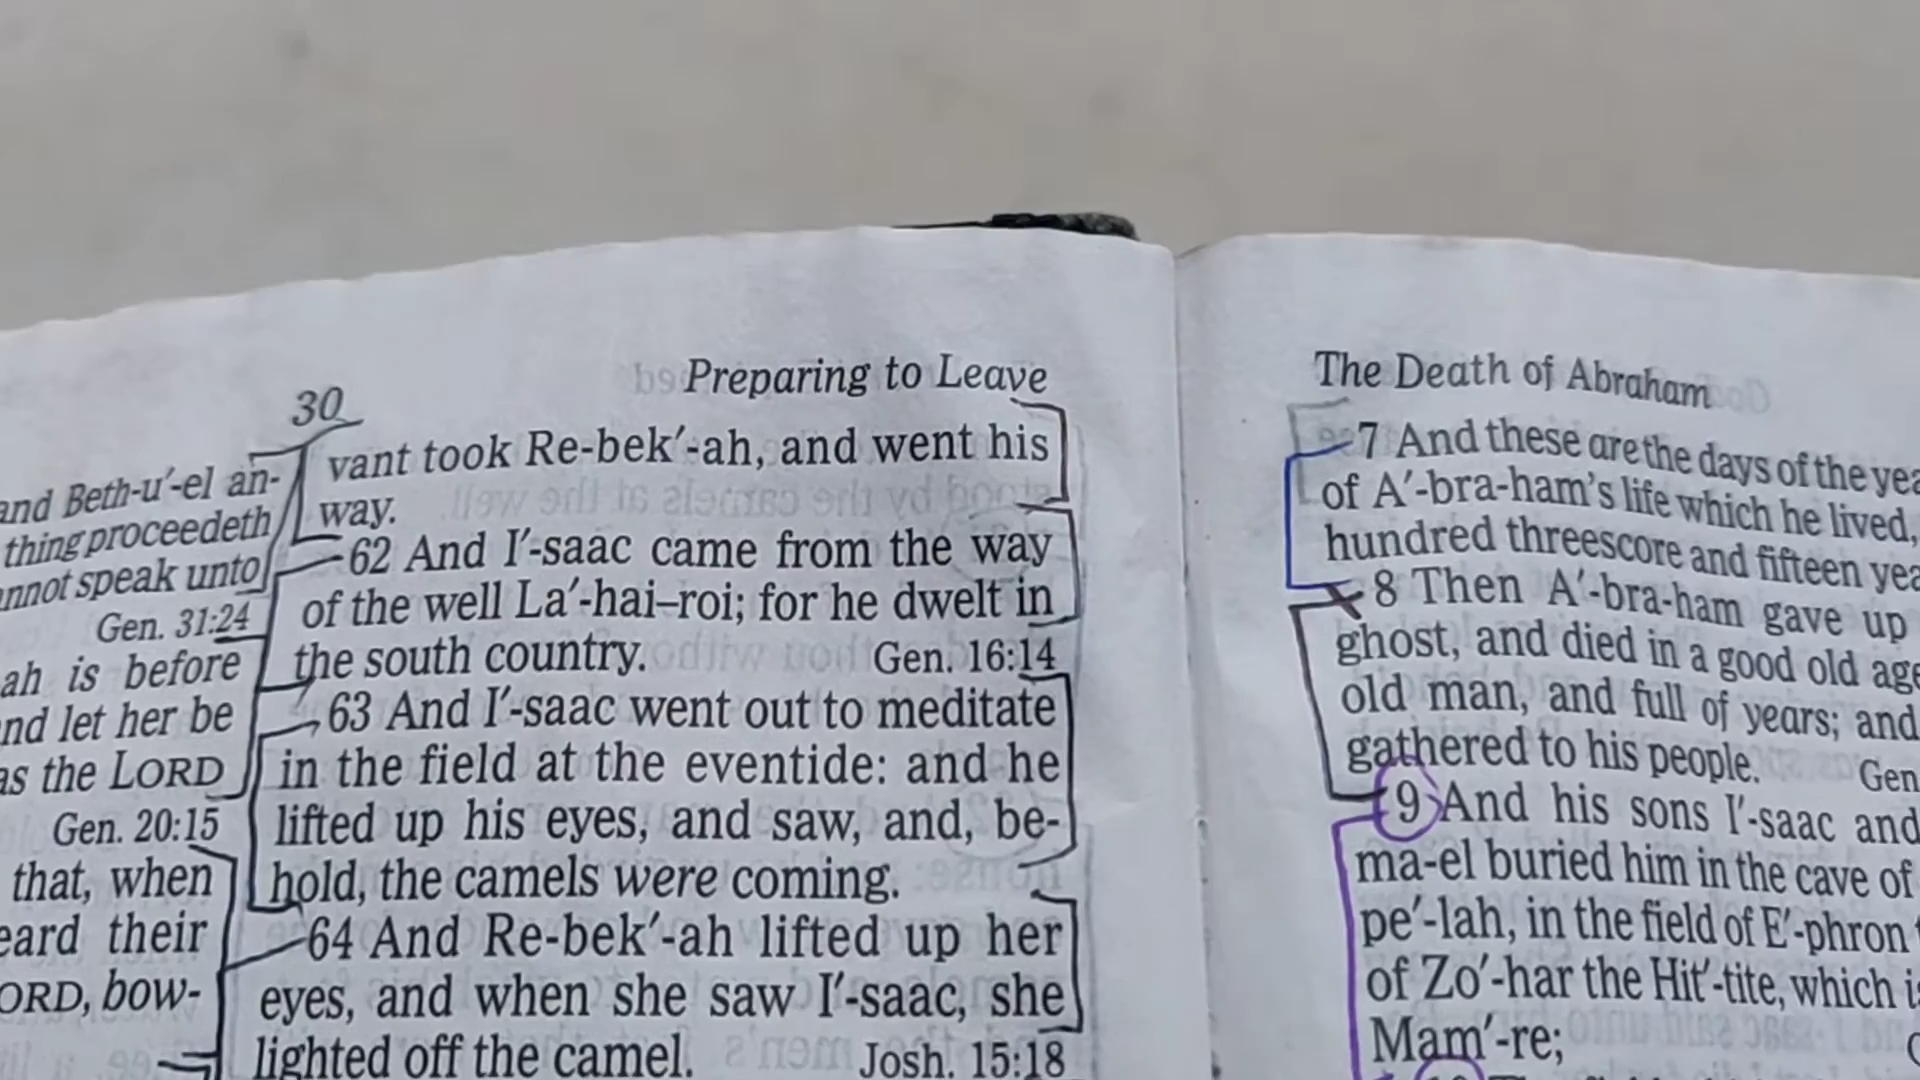 30
Preparing to Leave
and Beth-u′-el an-
thing proceedeth
speak unto
Gen. 31:24
ah is before
and let her be
as the LORD
Gen. 20:15
that, when
their
bow-
vant took Re-bek′-ah, and went his
way.
62 And I′-saac came from the way
of the well La′-hai–roi; for he dwelt in
the south country. Gen. 16:14
63 And I′-saac went out to meditate
in the field at the eventide: and he
lifted up his eyes, and saw, and, be-
hold, the camels were coming.
64 And Re-bek′-ah lifted up her
eyes, and when she saw I′-saac, she
lighted off the camel. Josh. 15:18
The Death of Abraham
7 And these are the days of the
of A′-bra-ham's life which he lived,
hundred threescore and fifteen
8 Then A′-bra-ham gave up
ghost, and died in a good old age
old man, and full of years; and
gathered to his people. Gen
9 And his sons I′-saac and
ma-el buried him in the cave of
pe′-lah, in the field of E′-phron
of Zo′-har the Hit′-tite, which
Mam′-re;